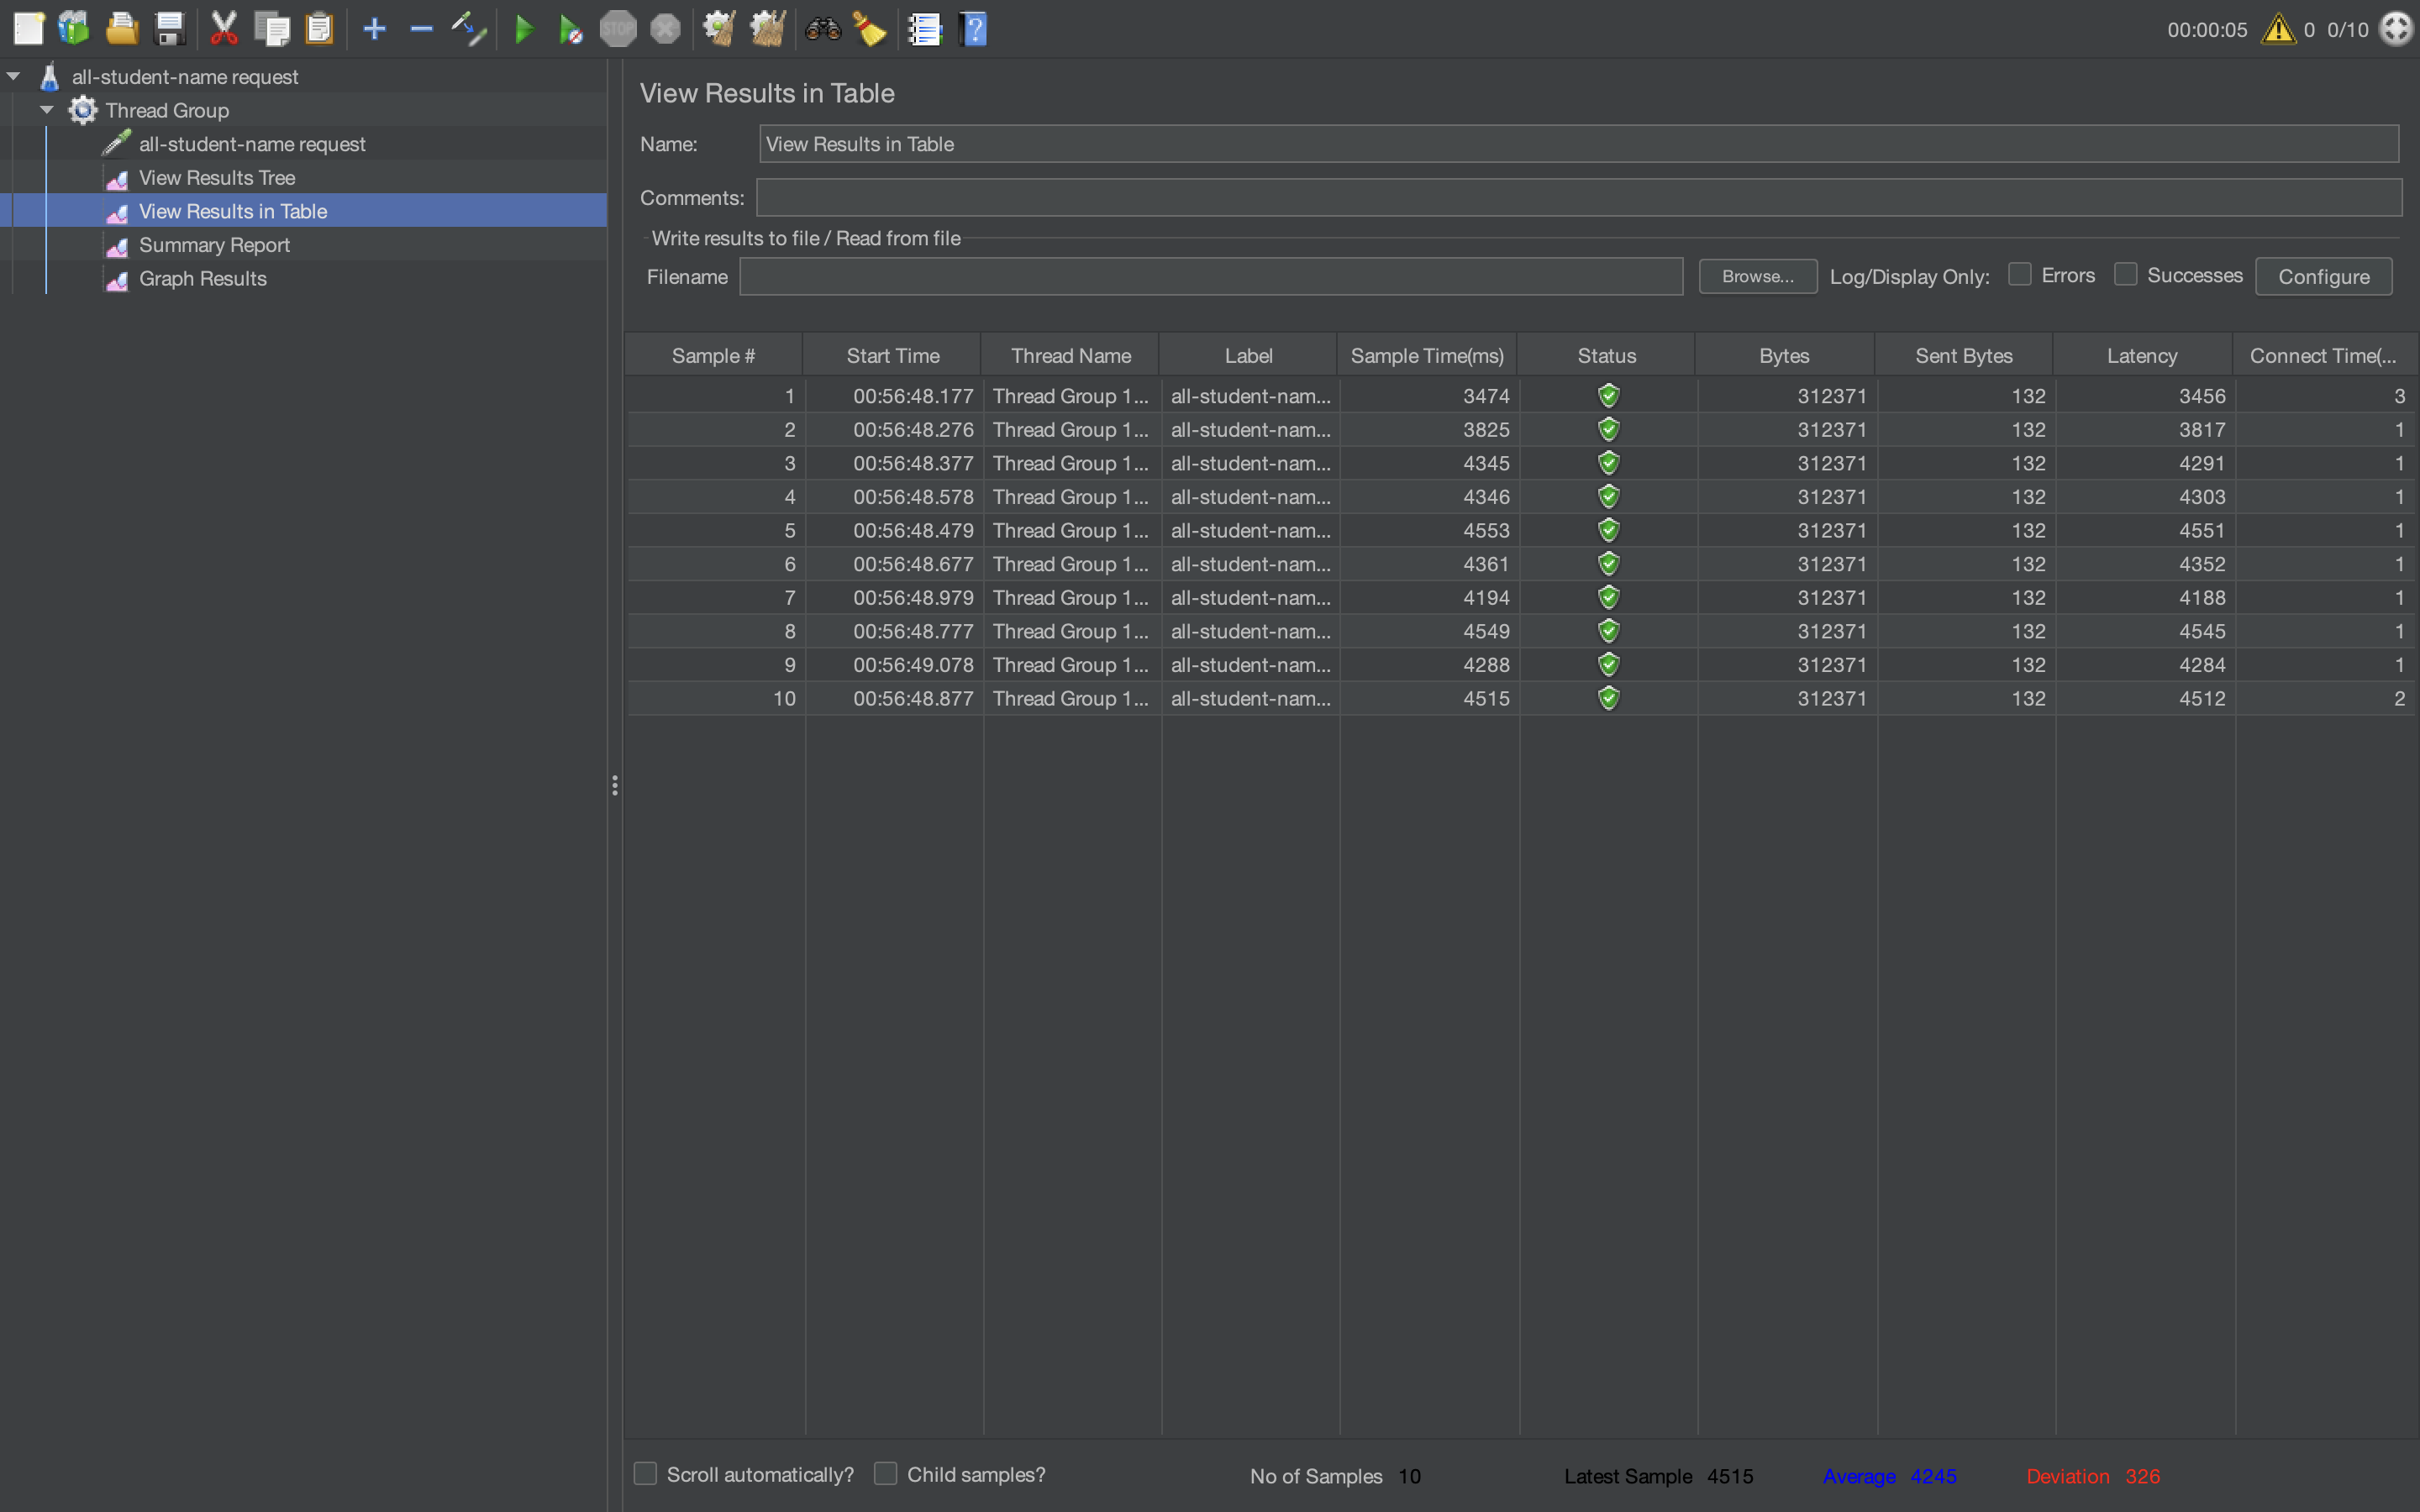 STOP
00:00:05 0 0/10
all-student-name request
Thread Group
all-student-name request
View Results Tree
View Results in Table
Summary Report
Graph Results
View Results in Table
Name: View Results in Table
Comments:
Write results to file / Read from file
Filename Browse... Log/Display Only: Errors Successes Configure
Sample # Start Time Thread Name Label Sample Time(ms) Status Bytes Sent Bytes Latency Connect Time(...
1 00:56:48.177 Thread Group 1... all-student-nam... 3474 312371 132 3456 3
2 00:56:48.276 Thread Group 1... all-student-nam... 3825 312371 132 3817 1
3 00:56:48.377 Thread Group 1... all-student-nam... 4345 312371 132 4291 1
4 00:56:48.578 Thread Group 1... all-student-nam... 4346 312371 132 4303 1
5 00:56:48.479 Thread Group 1... all-student-nam... 4553 312371 132 4551 1
6 00:56:48.677 Thread Group 1... all-student-nam... 4361 312371 132 4352 1
7 00:56:48.979 Thread Group 1... all-student-nam... 4194 312371 132 4188 1
8 00:56:48.777 Thread Group 1... all-student-nam... 4549 312371 132 4545 1
9 00:56:49.078 Thread Group 1... all-student-nam... 4288 312371 132 4284 1
10 00:56:48.877 Thread Group 1... all-student-nam... 4515 312371 132 4512 2
Scroll automatically? Child samples? No of Samples 10 Latest Sample 4515 Average 4245 Deviation 326